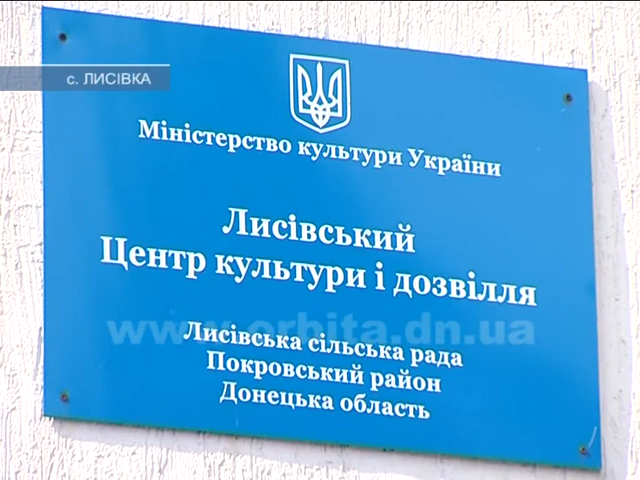 с. ЛИСІВКА
Міністерство культури України
Лисівський
Центр культури і дозвілля
www.orbita.dn.ua
Лисівська сільська рада
Покровський район
Донецька область